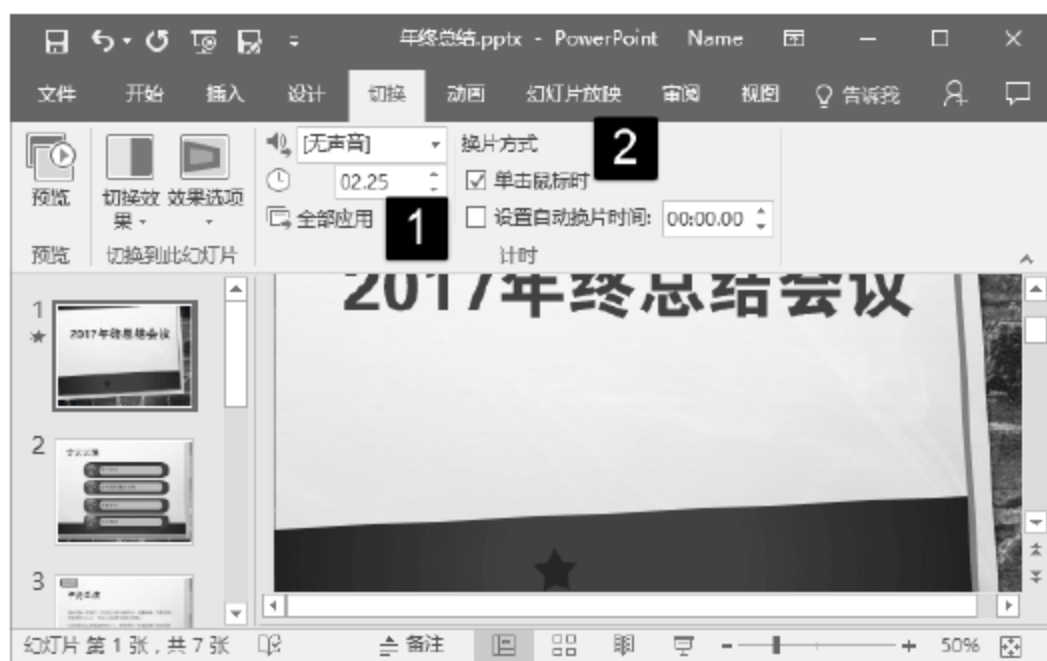 年终总结.pptx - PowerPoint Name
文件 开始 插入 设计 切换 动画 幻灯片放映 审阅 视图 告诉我
[无声音] 换片方式 2
预览 切换效果 效果选项 02.25 单击鼠标时
全部应用 1 设置自动换片时间: 00:00.00
预览 切换到此幻灯片 计时
1
2017年终总结会议
2017年终总结会议
2
3
幻灯片 第 1 张，共 7 张 备注 50%